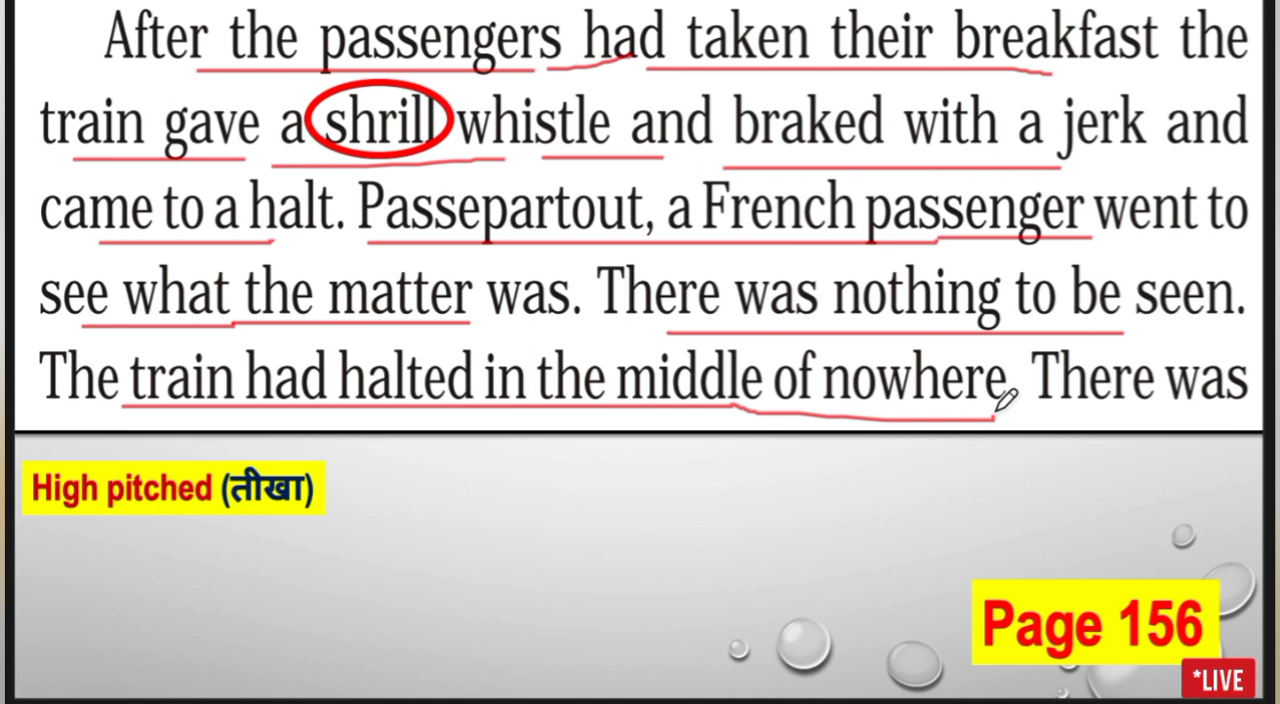 After the passengers had taken their breakfast the
train gave a shrill whistle and braked with a jerk and
came to a halt. Passepartout, a French passenger went to
see what the matter was. There was nothing to be seen.
The train had halted in the middle of nowhere. There was
High pitched (तीखा)
Page 156
*LIVE